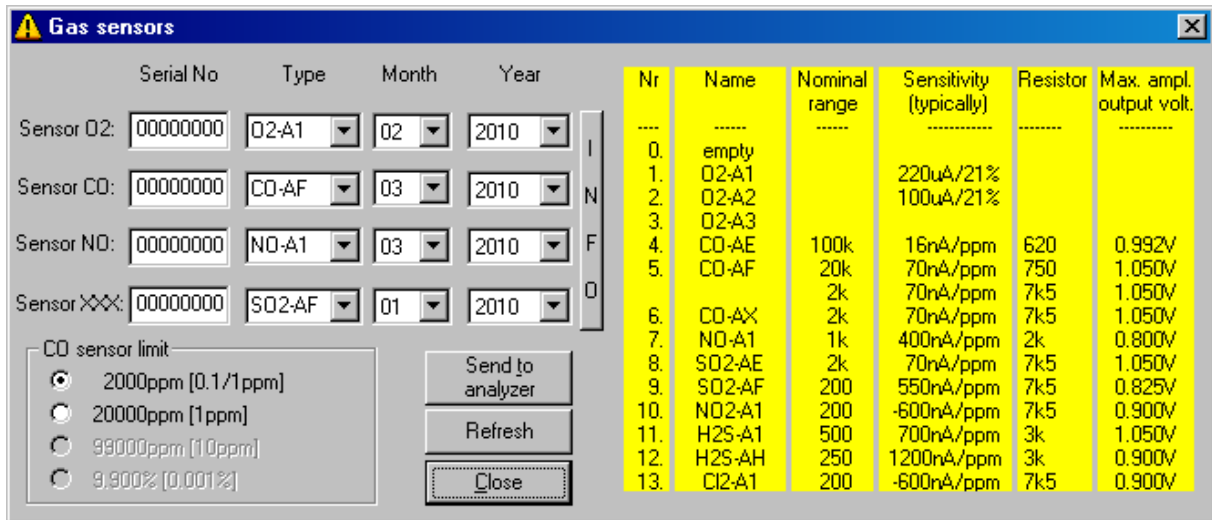 Gas sensors
Serial No Type Month Year
Sensor O2: 00000000 O2-A1 02 2010
Sensor CO: 00000000 CO-AF 03 2010
Sensor NO: 00000000 NO-A1 03 2010
Sensor XXX: 00000000 SO2-AF 01 2010
I
N
F
O
CO sensor limit
2000ppm [0.1/1ppm]
20000ppm [1ppm]
99000ppm [10ppm]
9.900% [0.001%]
Send to
analyzer
Refresh
Close
Nr Name Nominal Sensitivity Resistor Max. ampl.
range (typically) output volt.
---- ------ ------ ------------ -------- ----------
0. empty
1. O2-A1 220uA/21%
2. O2-A2 100uA/21%
3. O2-A3
4. CO-AE 100k 16nA/ppm 620 0.992V
5. CO-AF 20k 70nA/ppm 750 1.050V
2k 70nA/ppm 7k5 1.050V
6. CO-AX 2k 70nA/ppm 7k5 1.050V
7. NO-A1 1k 400nA/ppm 2k 0.800V
8. SO2-AE 2k 70nA/ppm 7k5 1.050V
9. SO2-AF 200 550nA/ppm 7k5 0.825V
10. NO2-A1 200 -600nA/ppm 7k5 0.900V
11. H2S-A1 500 700nA/ppm 3k 1.050V
12. H2S-AH 250 1200nA/ppm 3k 0.900V
13. Cl2-A1 200 -600nA/ppm 7k5 0.900V